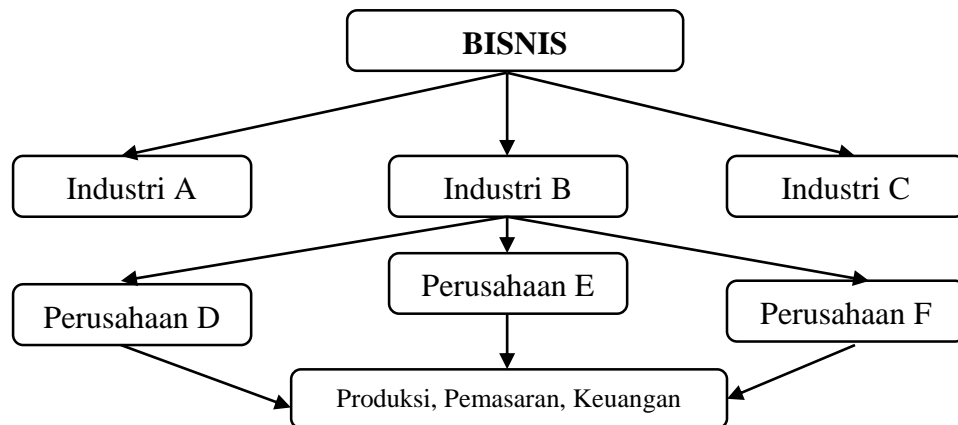 BISNIS
Industri A
Industri B
Industri C
Perusahaan D
Perusahaan E
Perusahaan F
Produksi, Pemasaran, Keuangan